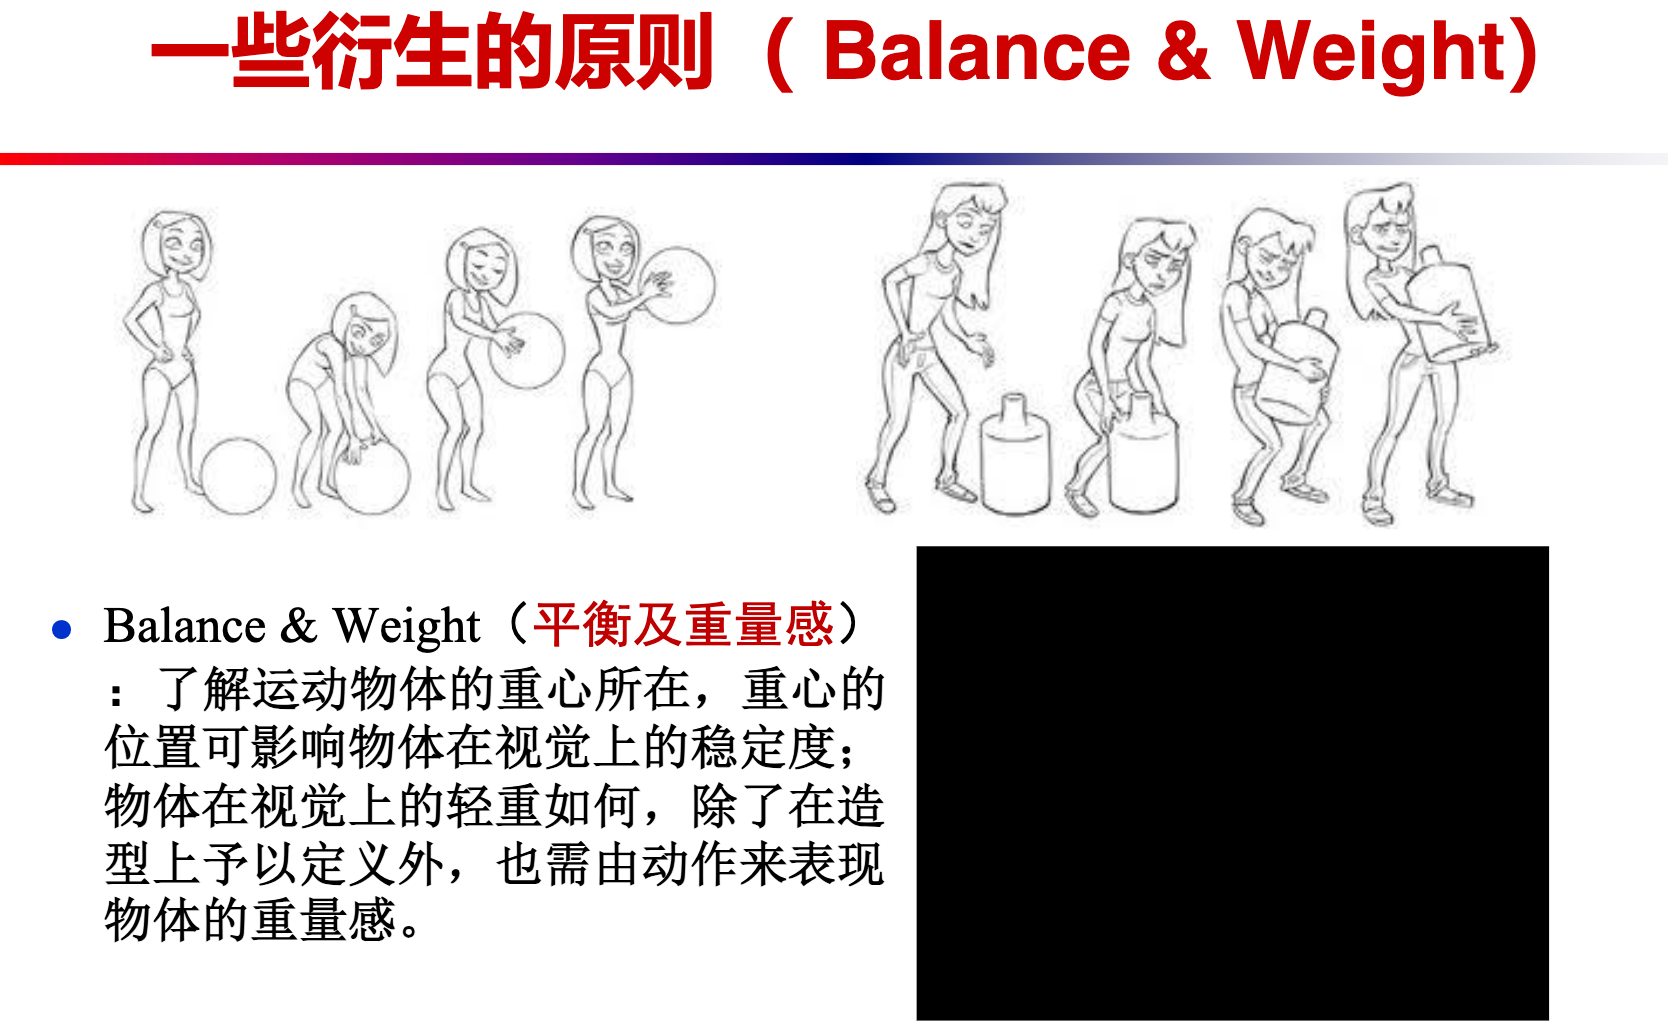 一些衍生的原则（ Balance & Weight）
Balance & Weight（平衡及重量感）
：了解运动物体的重心所在，重心的
位置可影响物体在视觉上的稳定度；
物体在视觉上的轻重如何，除了在造
型上予以定义外，也需由动作来表现
物体的重量感。